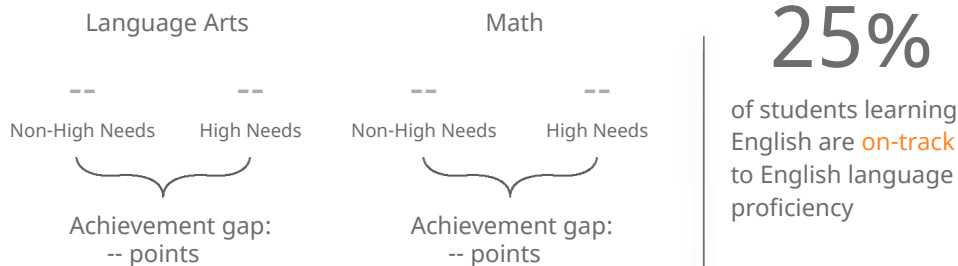 Language Arts
-- --
Non-High Needs High Needs
Achievement gap:
-- points
Math
-- --
Non-High Needs High Needs
Achievement gap:
-- points
25%
of students learning
English are on-track
to English language
proficiency